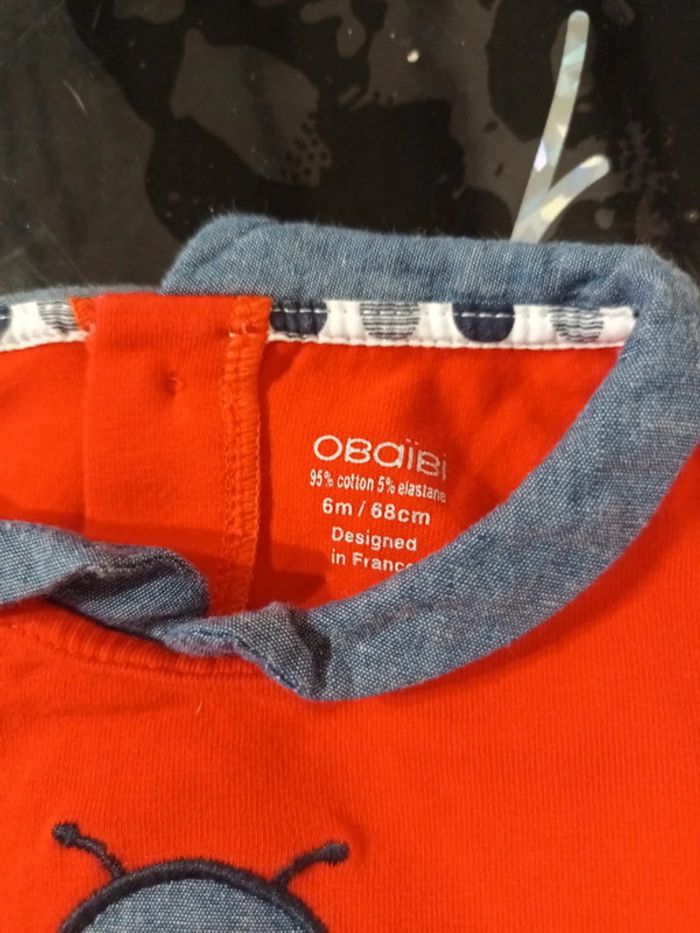 OBaïBi
95% cotton 5% elastane
6m / 68cm
Designed
in France